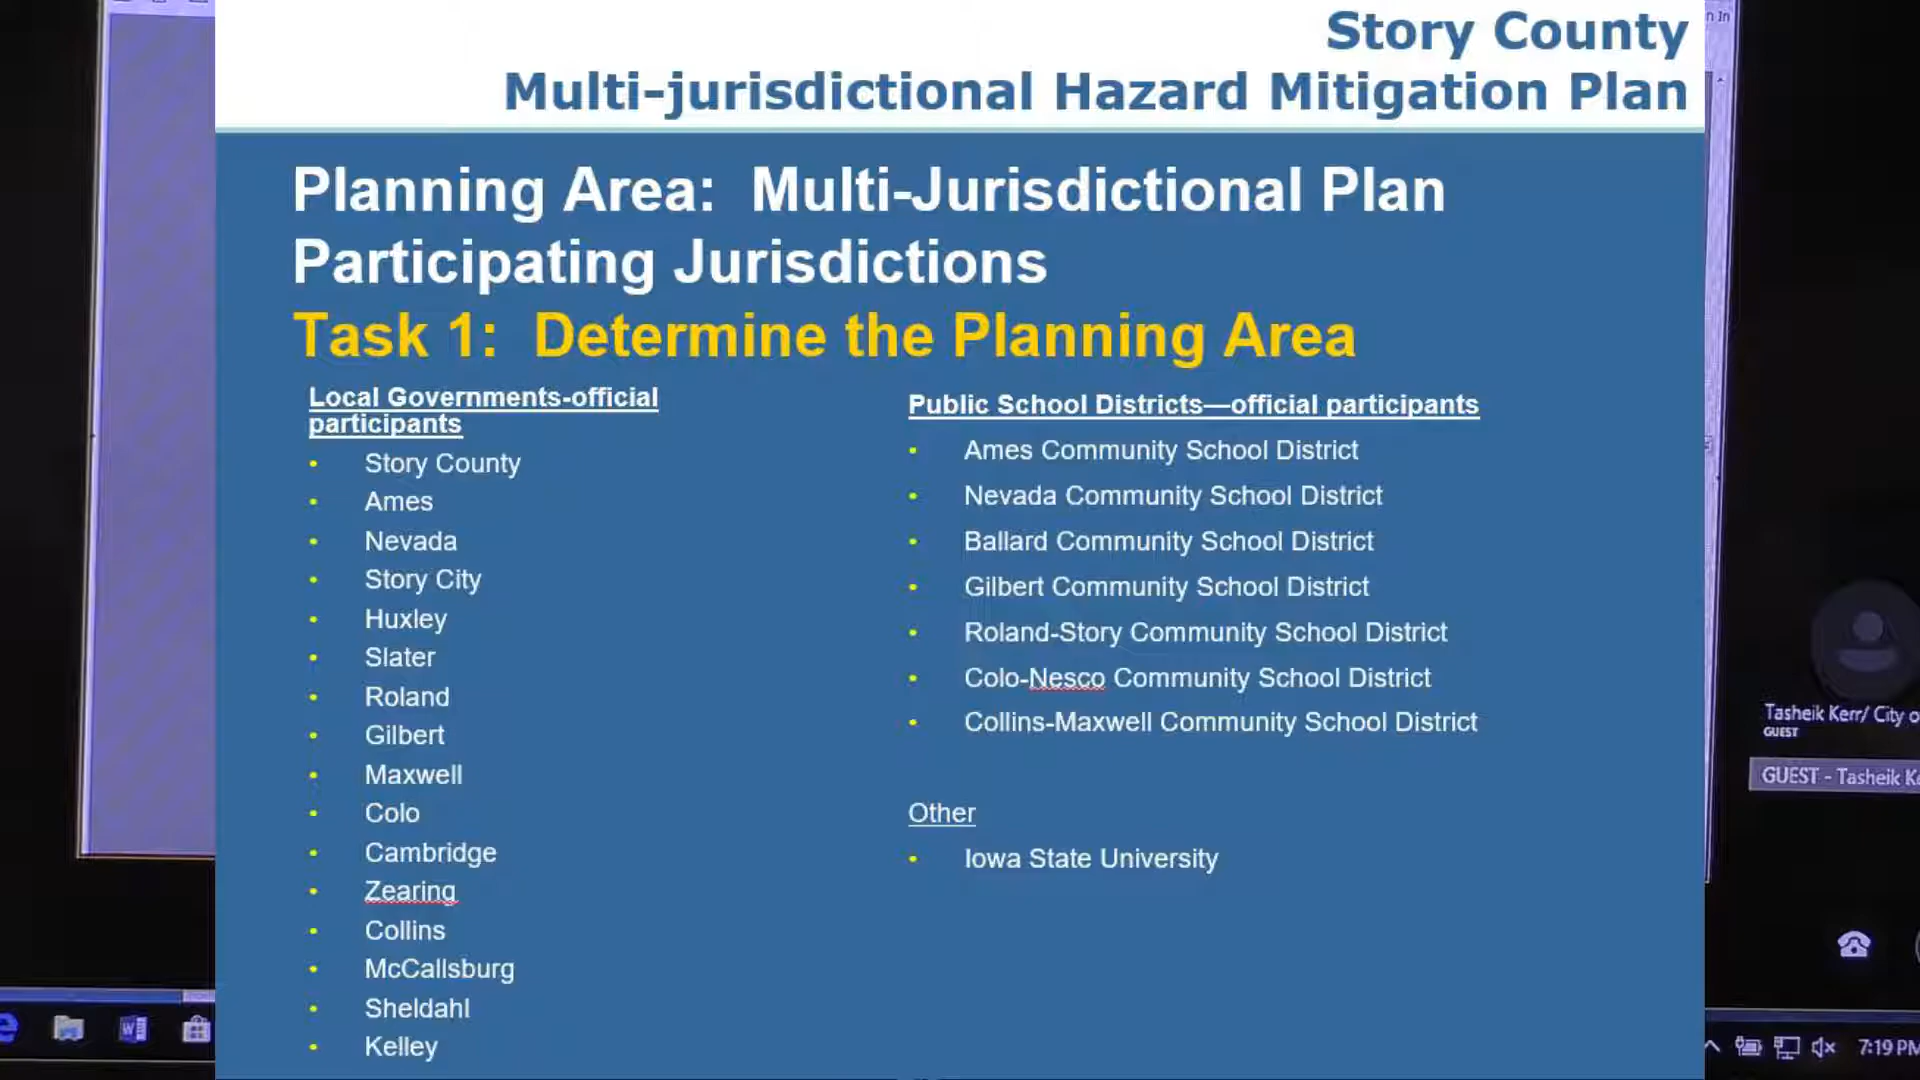 Story County
Multi-jurisdictional Hazard Mitigation Plan
Planning Area: Multi-Jurisdictional Plan
Participating Jurisdictions
Task 1: Determine the Planning Area
Local Governments-official
participants
• Story County
• Ames
• Nevada
• Story City
• Huxley
• Slater
• Roland
• Gilbert
• Maxwell
• Colo
• Cambridge
• Zearing
• Collins
• McCallsburg
• Sheldahl
• Kelley
Public School Districts—official participants
• Ames Community School District
• Nevada Community School District
• Ballard Community School District
• Gilbert Community School District
• Roland-Story Community School District
• Colo-Nesco Community School District
• Collins-Maxwell Community School District
Other
• Iowa State University
n In
Tasheik Kerr/ City o
GUEST
GUEST - Tasheik Ke
7:19 PM